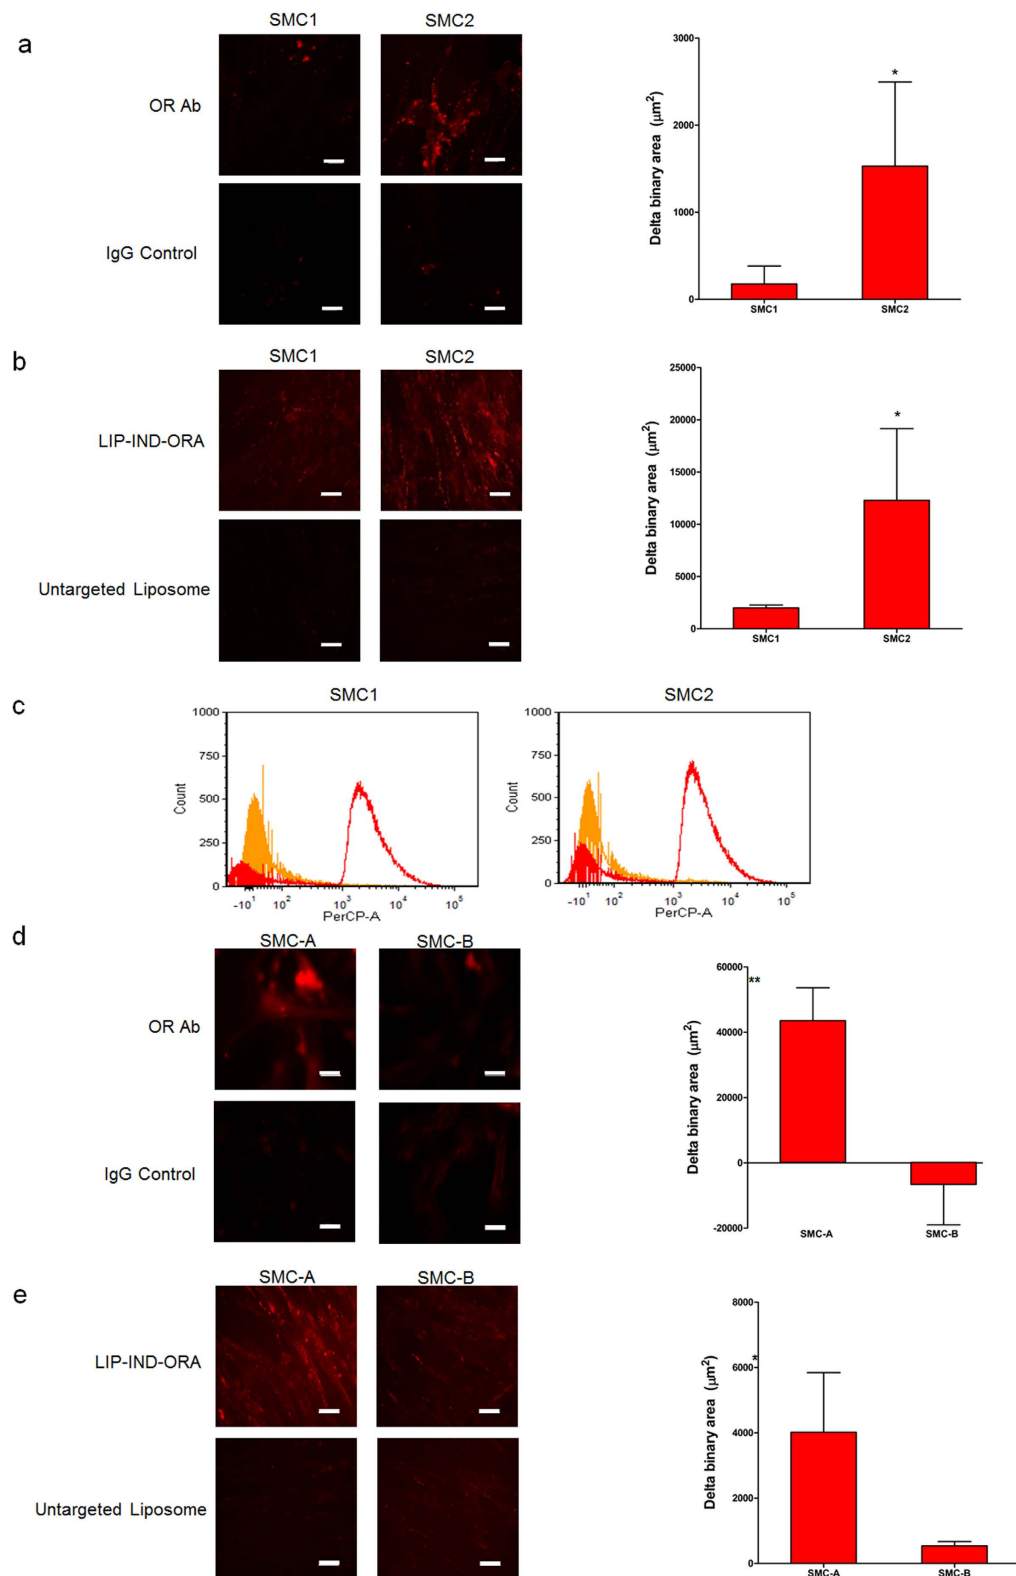 a
SMC1 SMC2
OR Ab
IgG Control
Delta binary area (μm²)
3000
2000
1000
0
SMC1 SMC2
*
b
SMC1 SMC2
LIP-IND-ORA
Untargeted Liposome
Delta binary area (μm²)
25000
20000
15000
10000
5000
0
SMC1 SMC2
*
c
SMC1 SMC2
Count
1000
750
500
250
0
-10¹ 10² 10³ 10⁴ 10⁵
PerCP-A
Count
1000
750
500
250
0
-10¹ 10² 10³ 10⁴ 10⁵
PerCP-A
d
SMC-A SMC-B
OR Ab
IgG Control
Delta binary area (μm²)
60000
40000
20000
0
-20000
**
SMC-A SMC-B
e
SMC-A SMC-B
LIP-IND-ORA
Untargeted Liposome
Delta binary area (μm²)
8000
6000
4000
2000
0
*
SMC-A SMC-B